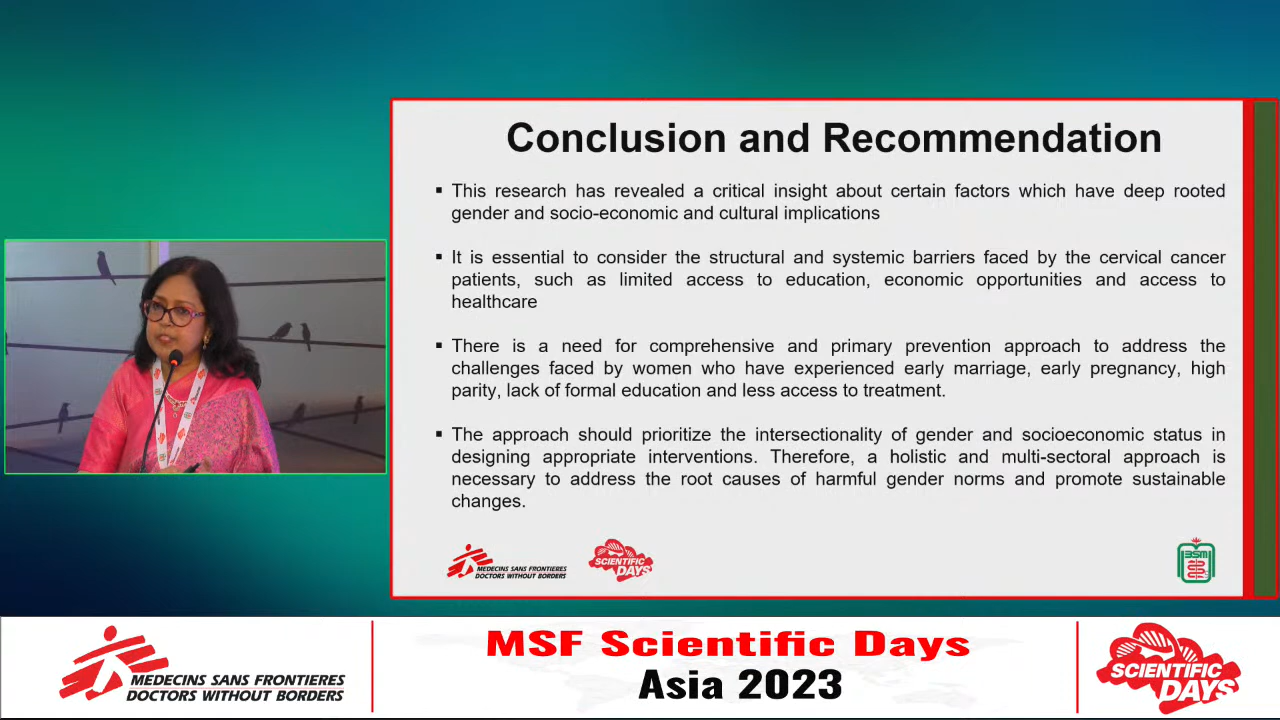 Conclusion and Recommendation
▪ This research has revealed a critical insight about certain factors which have deep rooted
gender and socio-economic and cultural implications
▪ It is essential to consider the structural and systemic barriers faced by the cervical cancer
patients, such as limited access to education, economic opportunities and access to
healthcare
▪ There is a need for comprehensive and primary prevention approach to address the
challenges faced by women who have experienced early marriage, early pregnancy, high
parity, lack of formal education and less access to treatment.
▪ The approach should prioritize the intersectionality of gender and socioeconomic status in
designing appropriate interventions. Therefore, a holistic and multi-sectoral approach is
necessary to address the root causes of harmful gender norms and promote sustainable
changes.
MEDECINS SANS FRONTIERES
DOCTORS WITHOUT BORDERS
SCIENTIFIC
DAYS
MEDECINS SANS FRONTIERES
DOCTORS WITHOUT BORDERS
MSF Scientific Days
Asia 2023
SCIENTIFIC
DAYS